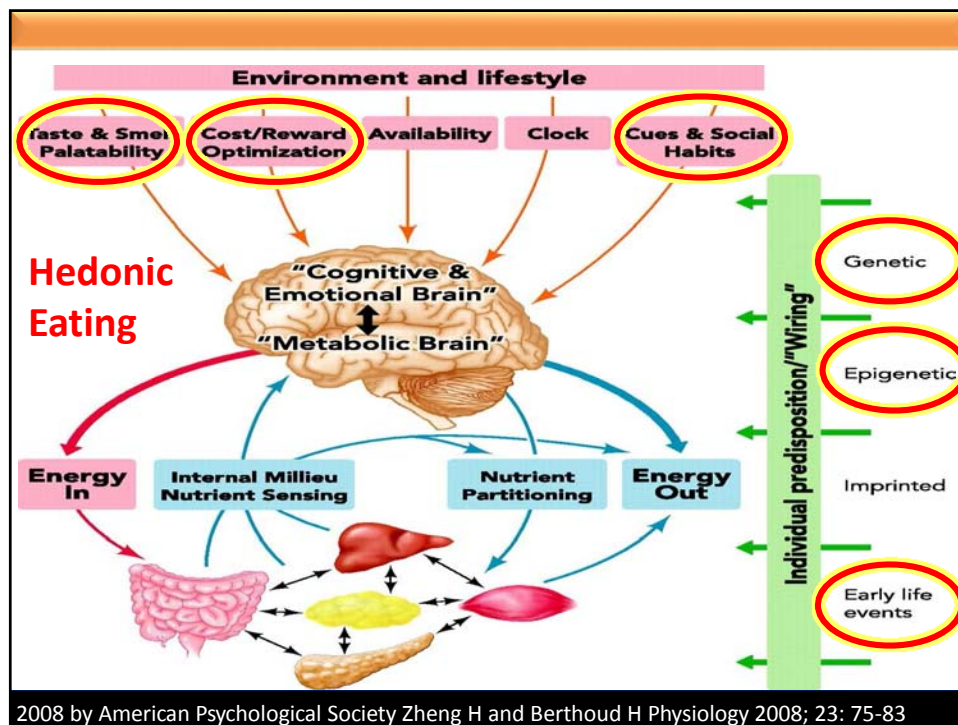 Environment and lifestyle
Taste & Smel
Palatability
Cost/Reward
Optimization
Availability
Clock
Cues & Social
Habits
Hedonic
Eating
"Cognitive &
Emotional Brain"
"Metabolic Brain"
Energy
In
Internal Millieu
Nutrient Sensing
Nutrient
Partitioning
Energy
Out
Individual predisposition/"Wiring"
Genetic
Epigenetic
Imprinted
Early life
events
2008 by American Psychological Society Zheng H and Berthoud H Physiology 2008; 23: 75-83